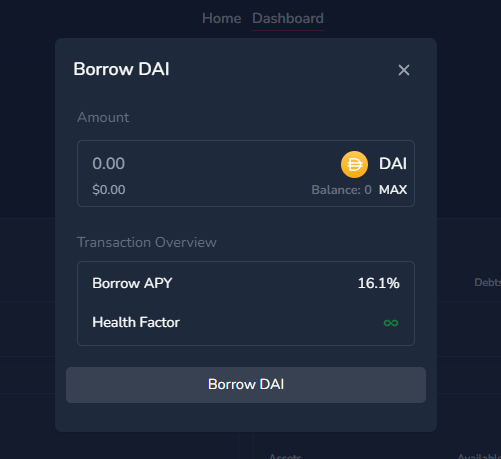 Home Dashboard
Borrow DAI
Amount
0.00 DAI
$0.00 Balance: 0 MAX
Transaction Overview
Debts
Borrow APY 16.1%
Health Factor ∞
Borrow DAI
Assets Available